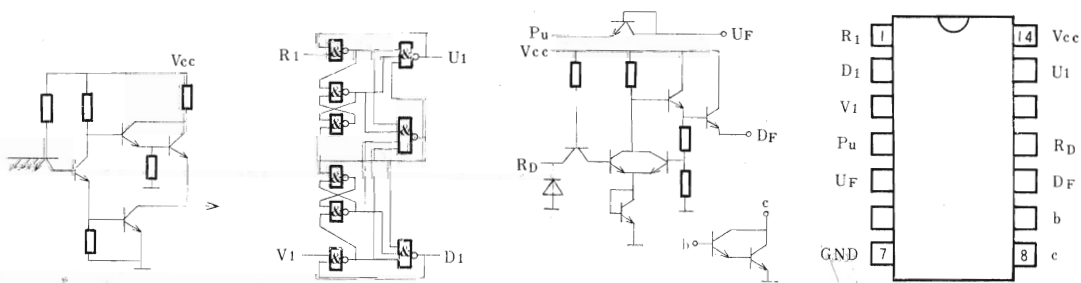 Vcc
R1
&
&
&
&
&
&
&
&
&
U1
V1
D1
Pu
UF
Vcc
DF
RD
b
c
R1 1 14 Vcc
D1 U1
V1
Pu RD
UF DF
b
GND 7 8 c